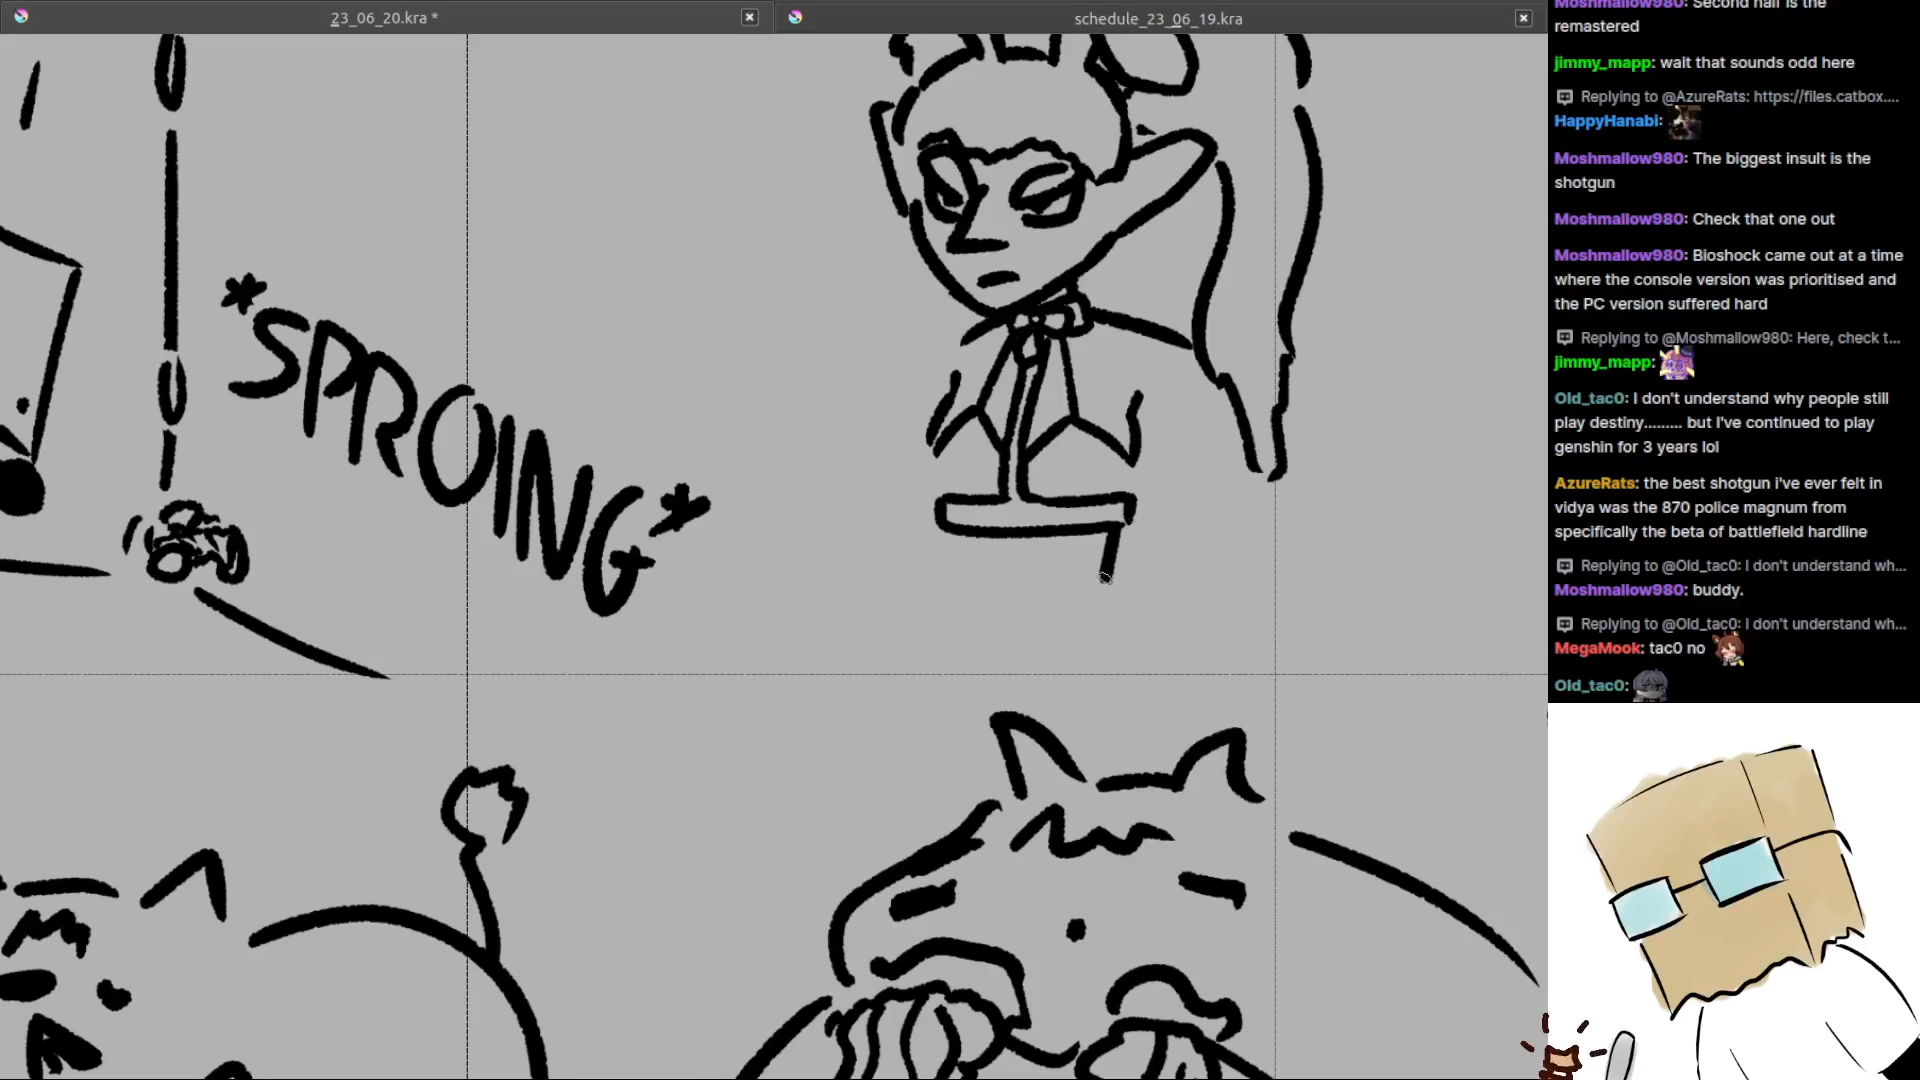 23_06_20.kra *
schedule_23_06_19.kra
*SPROING*
Moshmallow980: Second half is the
remastered
jimmy_mapp: wait that sounds odd here
Replying to @AzureRats: https://files.catbox....
HappyHanabi:
Moshmallow980: The biggest insult is the
shotgun
Moshmallow980: Check that one out
Moshmallow980: Bioshock came out at a time
where the console version was prioritised and
the PC version suffered hard
Replying to @Moshmallow980: Here, check t...
jimmy_mapp:
Old_tac0: I don't understand why people still
play destiny......... but I've continued to play
genshin for 3 years lol
AzureRats: the best shotgun i've ever felt in
vidya was the 870 police magnum from
specifically the beta of battlefield hardline
Replying to @Old_tac0: I don't understand wh...
Moshmallow980: buddy.
Replying to @Old_tac0: I don't understand wh...
MegaMook: tac0 no
Old_tac0: